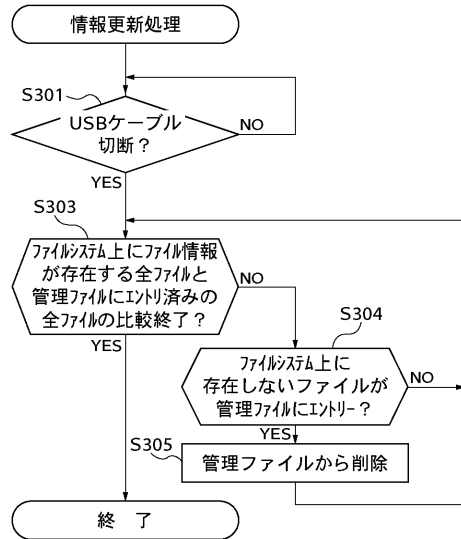 情報更新処理
S301
USBケーブル
切断？
NO
YES
S303
ﾌｧｲﾙｼｽﾃﾑ上にﾌｧｲﾙ情報
が存在する全ﾌｧｲﾙと
管理ﾌｧｲﾙにｴﾝﾄﾘ済みの
全ﾌｧｲﾙの比較終了？
NO
YES
S304
ﾌｧｲﾙｼｽﾃﾑ上に
存在しないファイルが
管理ﾌｧｲﾙにエントリー？
NO
YES
S305
管理ファイルから削除
終 了